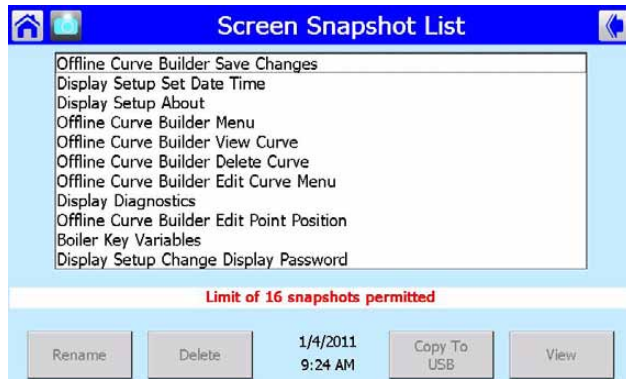 Screen Snapshot List
Offline Curve Builder Save Changes
Display Setup Set Date Time
Display Setup About
Offline Curve Builder Menu
Offline Curve Builder View Curve
Offline Curve Builder Delete Curve
Offline Curve Builder Edit Curve Menu
Display Diagnostics
Offline Curve Builder Edit Point Position
Boiler Key Variables
Display Setup Change Display Password
Limit of 16 snapshots permitted
Rename
Delete
1/4/2011
9:24 AM
Copy To
USB
View